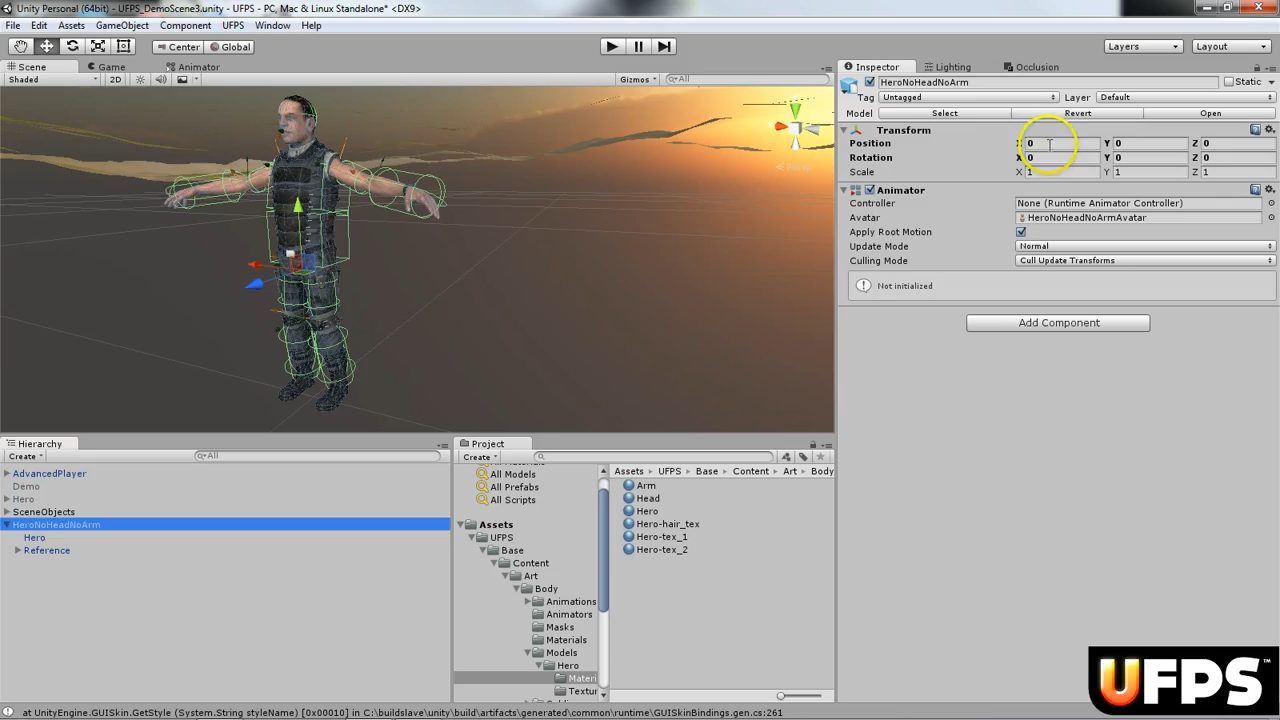 Unity Personal (64bit) - UFPS_DemoScene3.unity - UFPS - PC, Mac & Linux Standalone* <DX9>
File Edit Assets GameObject Component UFPS Window Help
Center Global Layers Layout
Scene Game Animator
Shaded 2D Gizmos All
Inspector Lighting Occlusion
HeroNoHeadNoArm Static
Tag Untagged Layer Default
Model Select Revert Open
Transform
Position X 0 Y 0 Z 0
Rotation X 0 Y 0 Z 0
Scale X 1 Y 1 Z 1
Animator
Controller None (Runtime Animator Controller)
Avatar HeroNoHeadNoArmAvatar
Apply Root Motion
Update Mode Normal
Culling Mode Cull Update Transforms
Not initialized
Add Component
Hierarchy
Create All
AdvancedPlayer
Demo
Hero
SceneObjects
HeroNoHeadNoArm
Hero
Reference
Project
Create
All Models
All Prefabs
All Scripts
Assets
UFPS
Base
Content
Art
Body
Animations
Animators
Masks
Materials
Models
Hero
Materi
Textur
Assets UFPS Base Content Art Body
Arm
Head
Hero
Hero-hair_tex
Hero-tex_1
Hero-tex_2
UFPS™
at UnityEngine.GUISkin.GetStyle (System.String styleName) [0x00010] in C:\buildslave\unity\build\artifacts\generated\common\runtime\GUISkinBindings.gen.cs:261